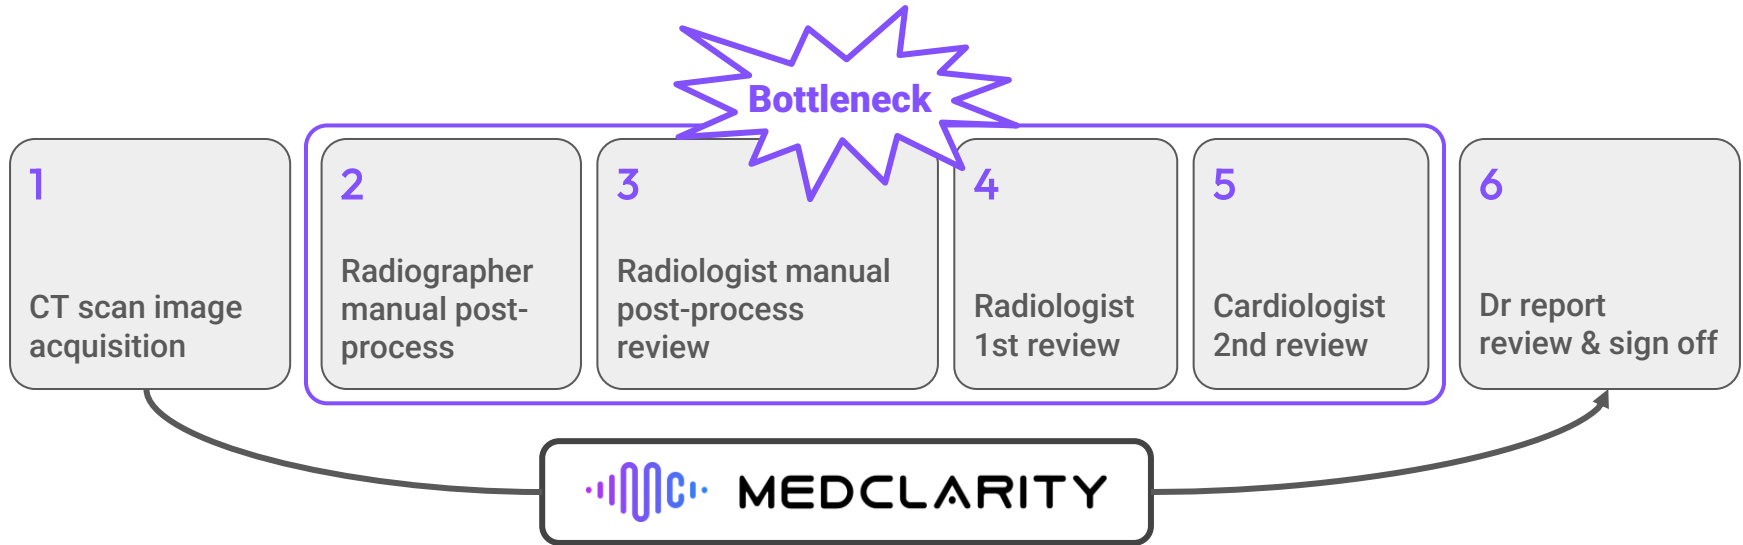 Bottleneck
1
CT scan image
acquisition
2
Radiographer
manual post-
process
3
Radiologist manual
post-process
review
4
Radiologist
1st review
5
Cardiologist
2nd review
6
Dr report
review & sign off
MEDCLARITY